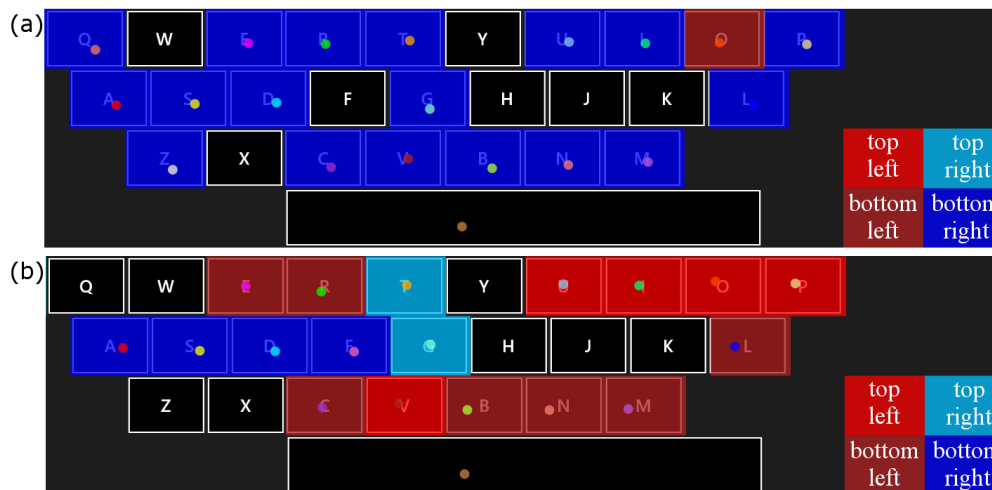 (a)
Q W E R T Y U I O P
A S D F G H J K L
Z X C V B N M
top left
top right
bottom left
bottom right
(b)
Q W E R T Y U I O P
A S D F G H J K L
Z X C V B N M
top left
top right
bottom left
bottom right